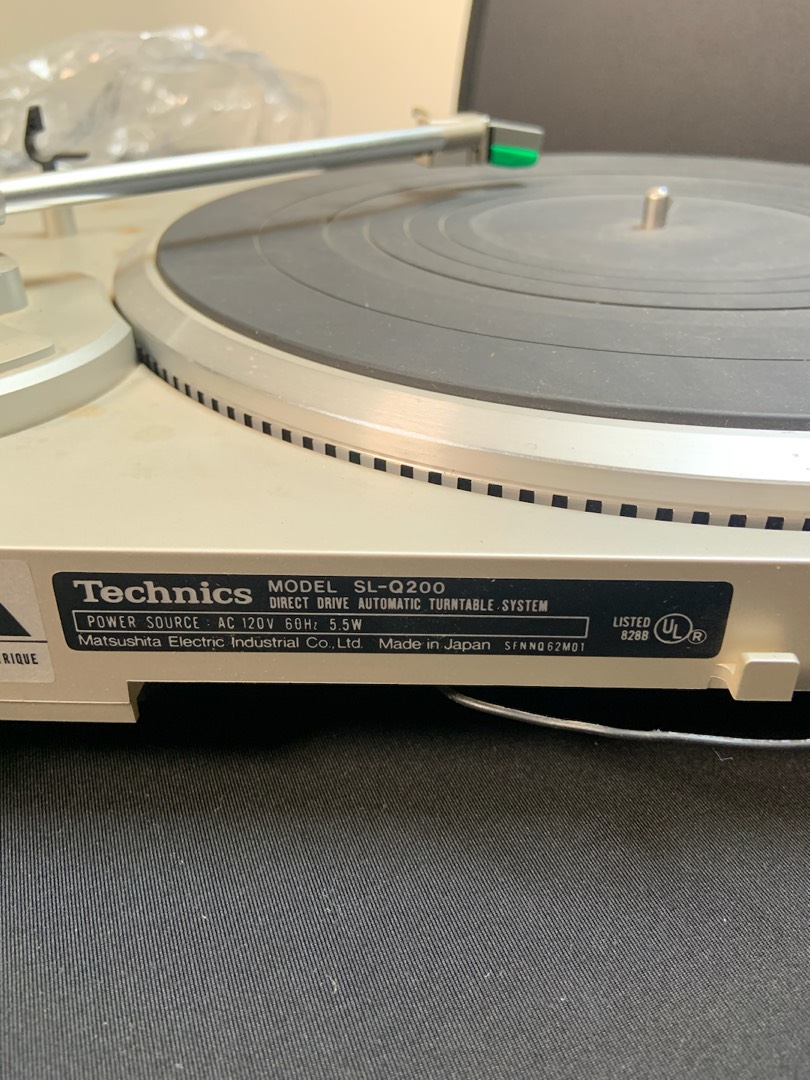 Technics MODEL SL-Q200
DIRECT DRIVE AUTOMATIC TURNTABLE SYSTEM
POWER SOURCE : AC 120V 60Hz 5.5W
Matsushita Electric Industrial Co., Ltd. Made in Japan SFNNQ62M01
LISTED
828B
UL R
RIQUE